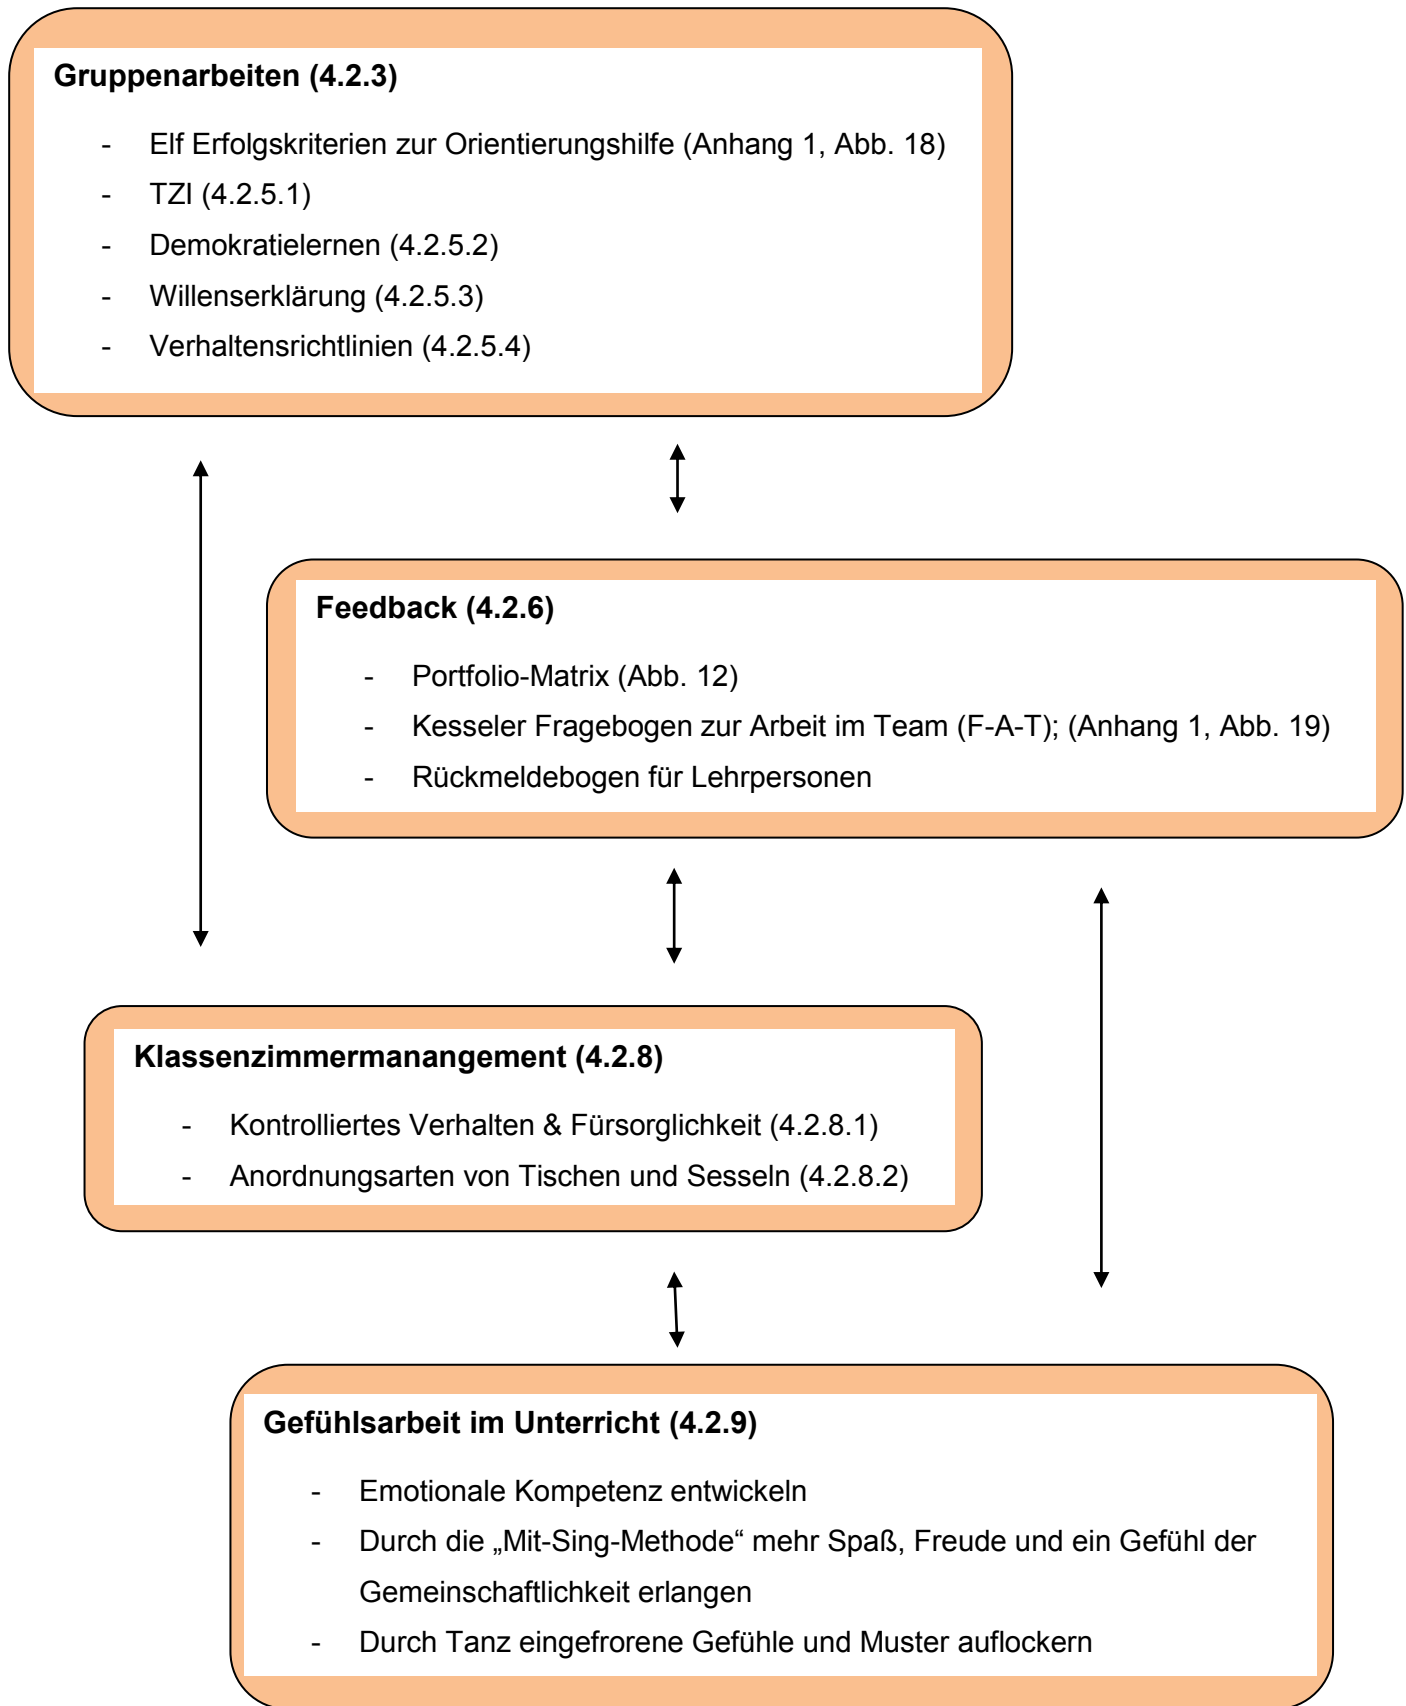 Gruppenarbeiten (4.2.3)
- Elf Erfolgskriterien zur Orientierungshilfe (Anhang 1, Abb. 18)
- TZI (4.2.5.1)
- Demokratielernen (4.2.5.2)
- Willenserklärung (4.2.5.3)
- Verhaltensrichtlinien (4.2.5.4)
Feedback (4.2.6)
- Portfolio-Matrix (Abb. 12)
- Kesseler Fragebogen zur Arbeit im Team (F-A-T); (Anhang 1, Abb. 19)
- Rückmeldebogen für Lehrpersonen
Klassenzimmermanangement (4.2.8)
- Kontrolliertes Verhalten & Fürsorglichkeit (4.2.8.1)
- Anordnungsarten von Tischen und Sesseln (4.2.8.2)
Gefühlsarbeit im Unterricht (4.2.9)
- Emotionale Kompetenz entwickeln
- Durch die „Mit-Sing-Methode“ mehr Spaß, Freude und ein Gefühl der
Gemeinschaftlichkeit erlangen
- Durch Tanz eingefrorene Gefühle und Muster auflockern